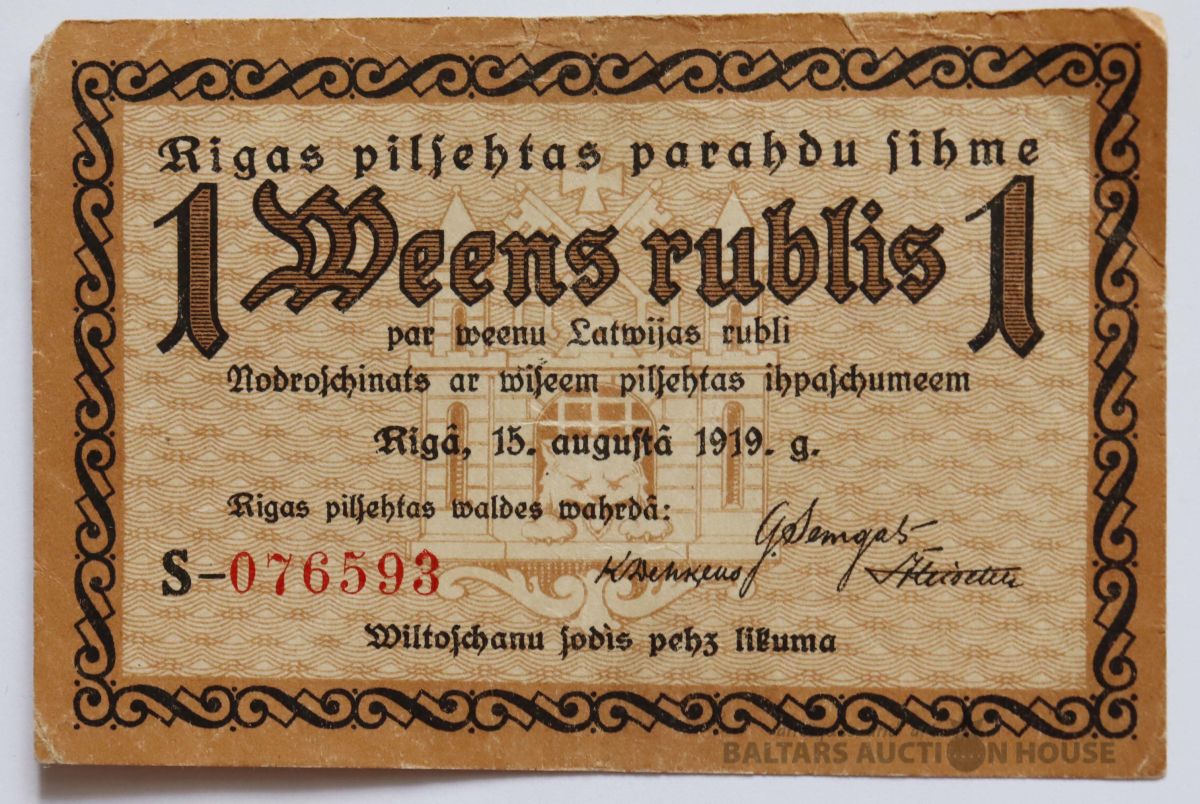 Rigas pilsehtas parahdu sihme
1 Weens rublis 1
par weenu Latwijas rubli
Nodroschinats ar wiseem pilsehtas ihpaschumeem
Rigâ, 15. augustâ 1919. g.
Rigas pilsehtas waldes wahrdâ:
S-076593
Wiltoschanu sodis pehz likuma
BALTARS AUCTION HOUSE